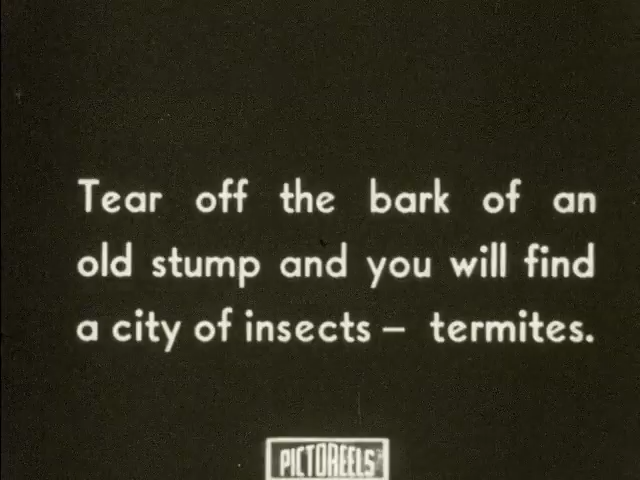 Tear off the bark of an
old stump and you will find
a city of insects – termites.
PICTOREELS